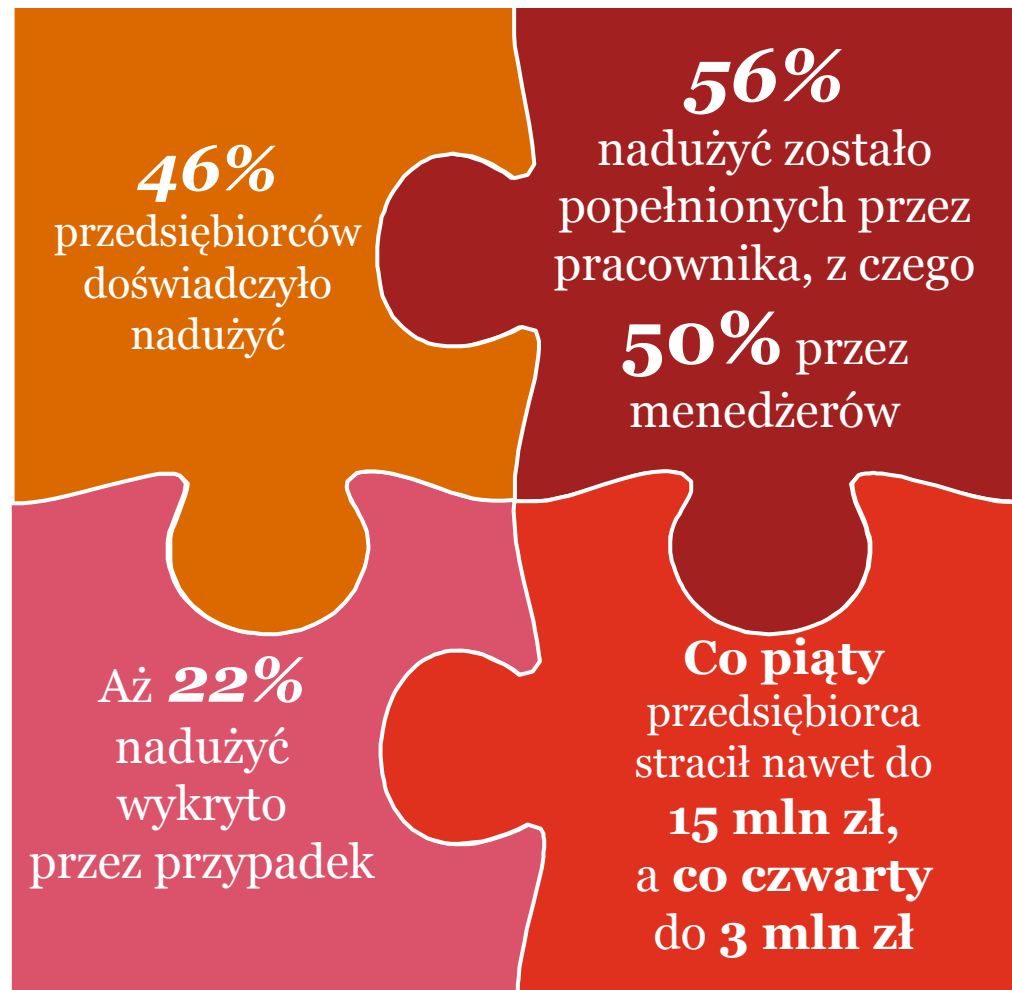 46%
przedsiębiorców
doświadczyło
nadużyć
56%
nadużyć zostało
popełnionych przez
pracownika, z czego
50% przez
menedżerów
Aż 22%
nadużyć
wykryto
przez przypadek
Co piąty
przedsiębiorca
stracił nawet do
15 mln zł,
a co czwarty
do 3 mln zł